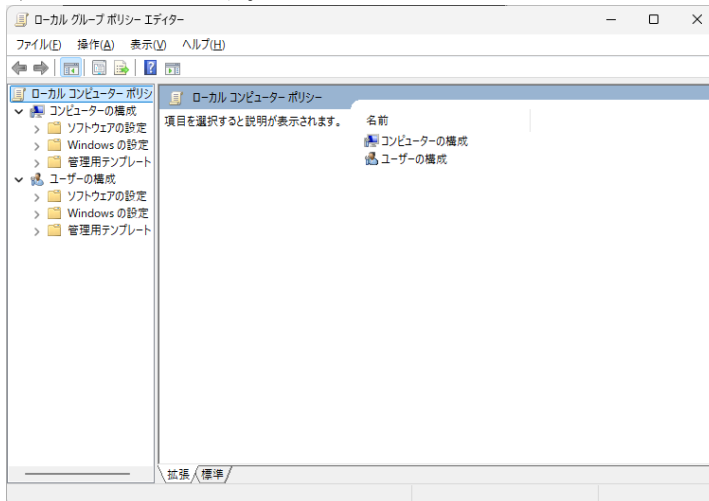 ローカル グループ ポリシー エディター
ファイル(F) 操作(A) 表示(V) ヘルプ(H)
ローカル コンピューター ポリシ
コンピューターの構成
ソフトウェアの設定
Windows の設定
管理用テンプレート
ユーザーの構成
ソフトウェアの設定
Windows の設定
管理用テンプレート
ローカル コンピューター ポリシー
項目を選択すると説明が表示されます。
名前
コンピューターの構成
ユーザーの構成
拡張 標準